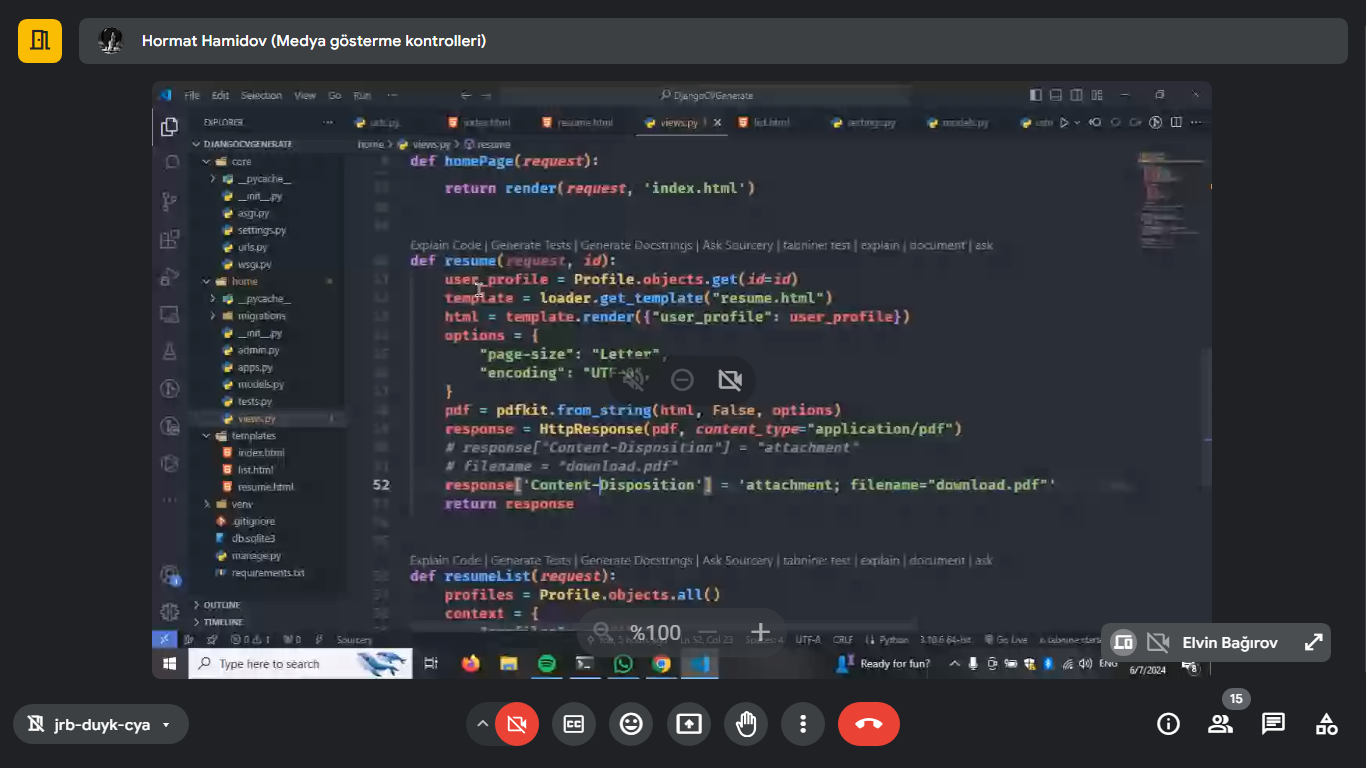 Hormat Hamidov (Medya gösterme kontrolleri)
File Edit Selection View Go Run ··· DjangoCVGenerate
EXPLORER ···
urls.py index.html resume.html views.py 1 list.html settings.py models.py
DJANGOCVGENERATE
home > views.py > resume
core
__pycache__
__init__.py
asgi.py
settings.py
urls.py
wsgi.py
home
__pycache__
migrations
__init__.py
admin.py
apps.py
models.py
tests.py
views.py 1
templates
index.html
list.html
resume.html
venv
.gitignore
db.sqlite3
manage.py
requirements.txt
OUTLINE
TIMELINE
def homePage(request):
return render(request, 'index.html')
Explain Code | Generate Tests | Generate Docstrings | Ask Sourcery | tabnine: test | explain | document | ask
def resume(request, id):
user_profile = Profile.objects.get(id=id)
template = loader.get_template("resume.html")
html = template.render({"user_profile": user_profile})
options = {
"page-size": "Letter",
"encoding": "UTF-8",
}
pdf = pdfkit.from_string(html, False, options)
response = HttpResponse(pdf, content_type="application/pdf")
# response["Content-Disposition"] = "attachment"
# filename = "download.pdf"
52 response['Content-Disposition'] = 'attachment; filename="download.pdf"'
return response
Explain Code | Generate Tests | Generate Docstrings | Ask Sourcery | tabnine: test | explain | document | ask
def resumeList(request):
profiles = Profile.objects.all()
context = {
%100
0 1 0 Sourcery Ln 52, Col 23 Spaces: 4 UTF-8 CRLF Python 3.10.6 64-bit Go Live
Elvin Bağırov
Type here to search
Ready for fun? ENG
6/7/2024
8
jrb-duyk-cya
15